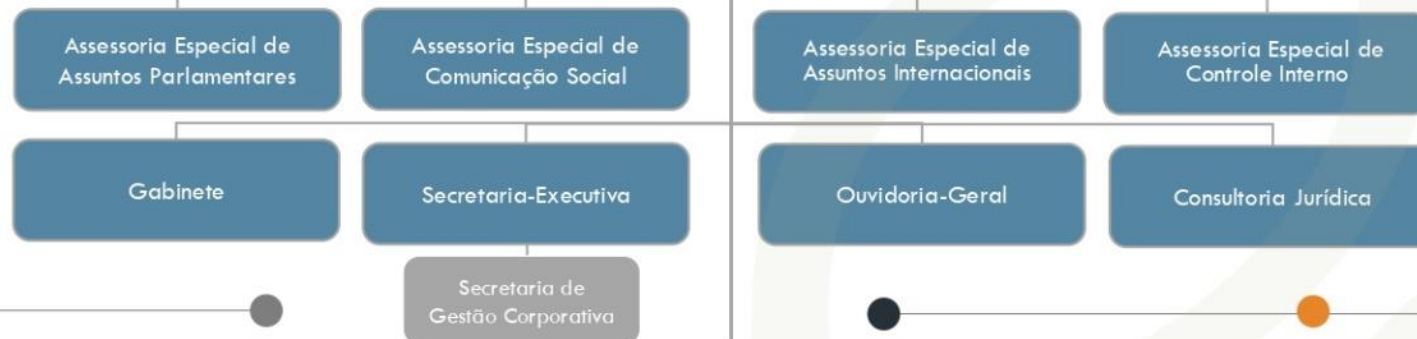 Assessoria Especial de
Assuntos Parlamentares
Assessoria Especial de
Comunicação Social
Assessoria Especial de
Assuntos Internacionais
Assessoria Especial de
Controle Interno
Gabinete
Secretaria-Executiva
Ouvidoria-Geral
Consultoria Jurídica
Secretaria de
Gestão Corporativa